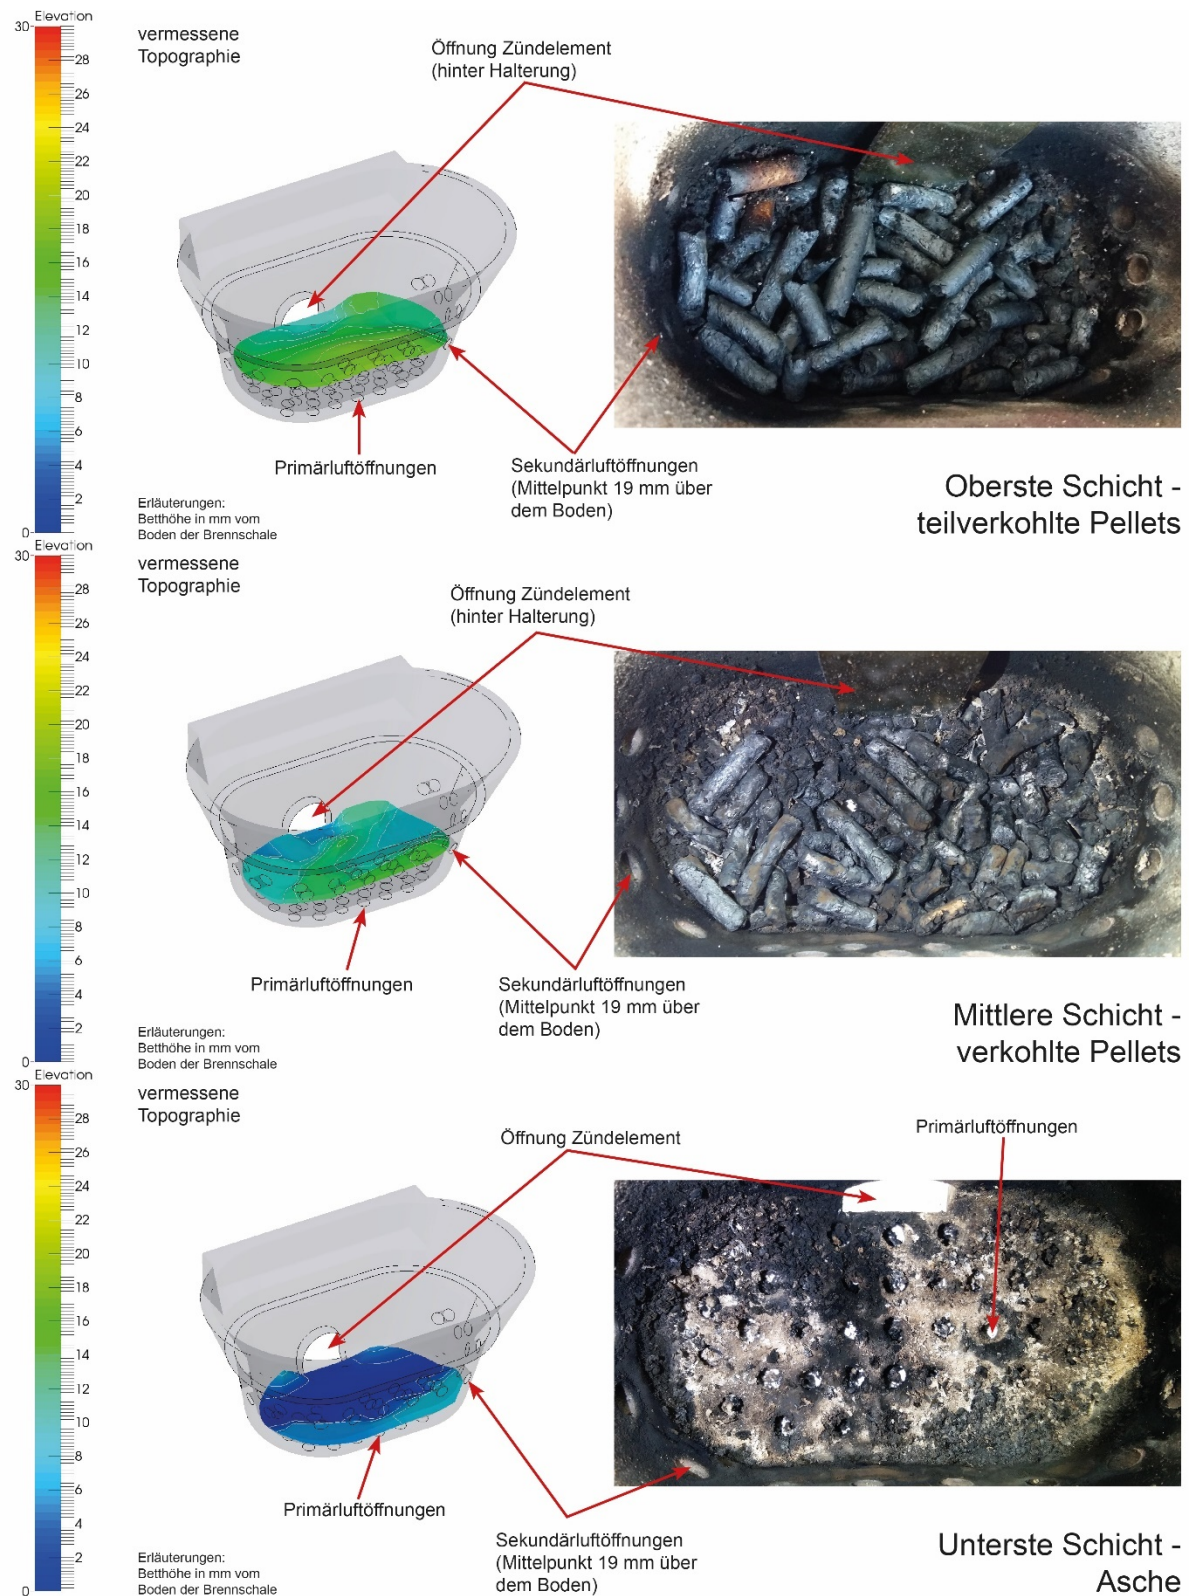 Elevation
30
28
26
24
22
20
18
16
14
12
10
8
6
4
2
0
vermessene
Topographie
Öffnung Zündelement
(hinter Halterung)
Primärluftöffnungen
Sekundärluftöffnungen
(Mittelpunkt 19 mm über
dem Boden)
Erläuterungen:
Betthöhe in mm vom
Boden der Brennschale
Oberste Schicht -
teilverkohlte Pellets
Elevation
30
28
26
24
22
20
18
16
14
12
10
8
6
4
2
0
vermessene
Topographie
Öffnung Zündelement
(hinter Halterung)
Primärluftöffnungen
Sekundärluftöffnungen
(Mittelpunkt 19 mm über
dem Boden)
Erläuterungen:
Betthöhe in mm vom
Boden der Brennschale
Mittlere Schicht -
verkohlte Pellets
Elevation
30
28
26
24
22
20
18
16
14
12
10
8
6
4
2
0
vermessene
Topographie
Öffnung Zündelement
Primärluftöffnungen
Primärluftöffnungen
Sekundärluftöffnungen
(Mittelpunkt 19 mm über
dem Boden)
Erläuterungen:
Betthöhe in mm vom
Boden der Brennschale
Unterste Schicht -
Asche